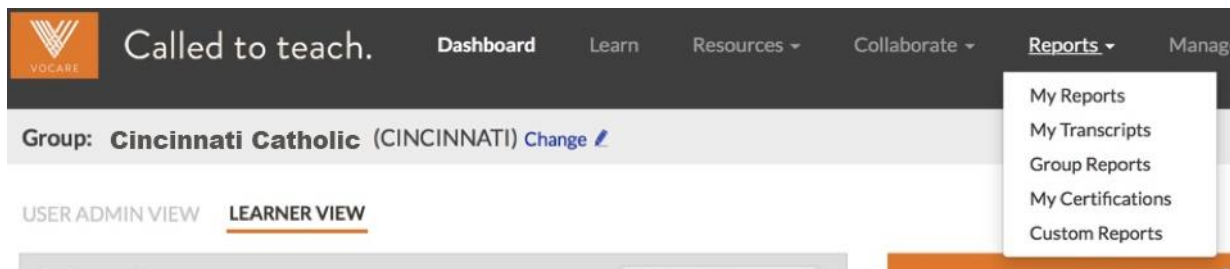 VOCARE
Called to teach.
Dashboard
Learn
Resources
Collaborate
Reports
Manag
My Reports
My Transcripts
Group Reports
My Certifications
Custom Reports
Group: Cincinnati Catholic (CINCINNATI) Change
USER ADMIN VIEW LEARNER VIEW